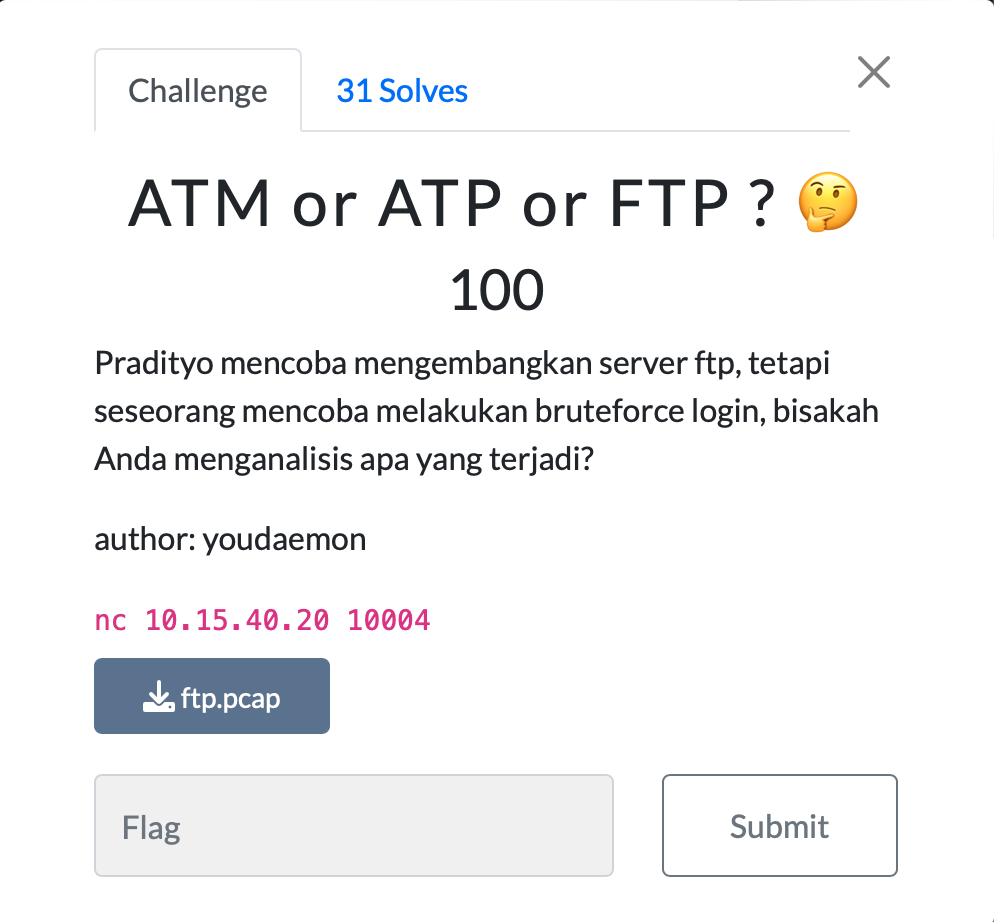 Challenge
31 Solves
ATM or ATP or FTP ? 🤔
100
Pradityo mencoba mengembangkan server ftp, tetapi
seseorang mencoba melakukan bruteforce login, bisakah
Anda menganalisis apa yang terjadi?
author: youdaemon
nc 10.15.40.20 10004
ftp.pcap
Flag
Submit